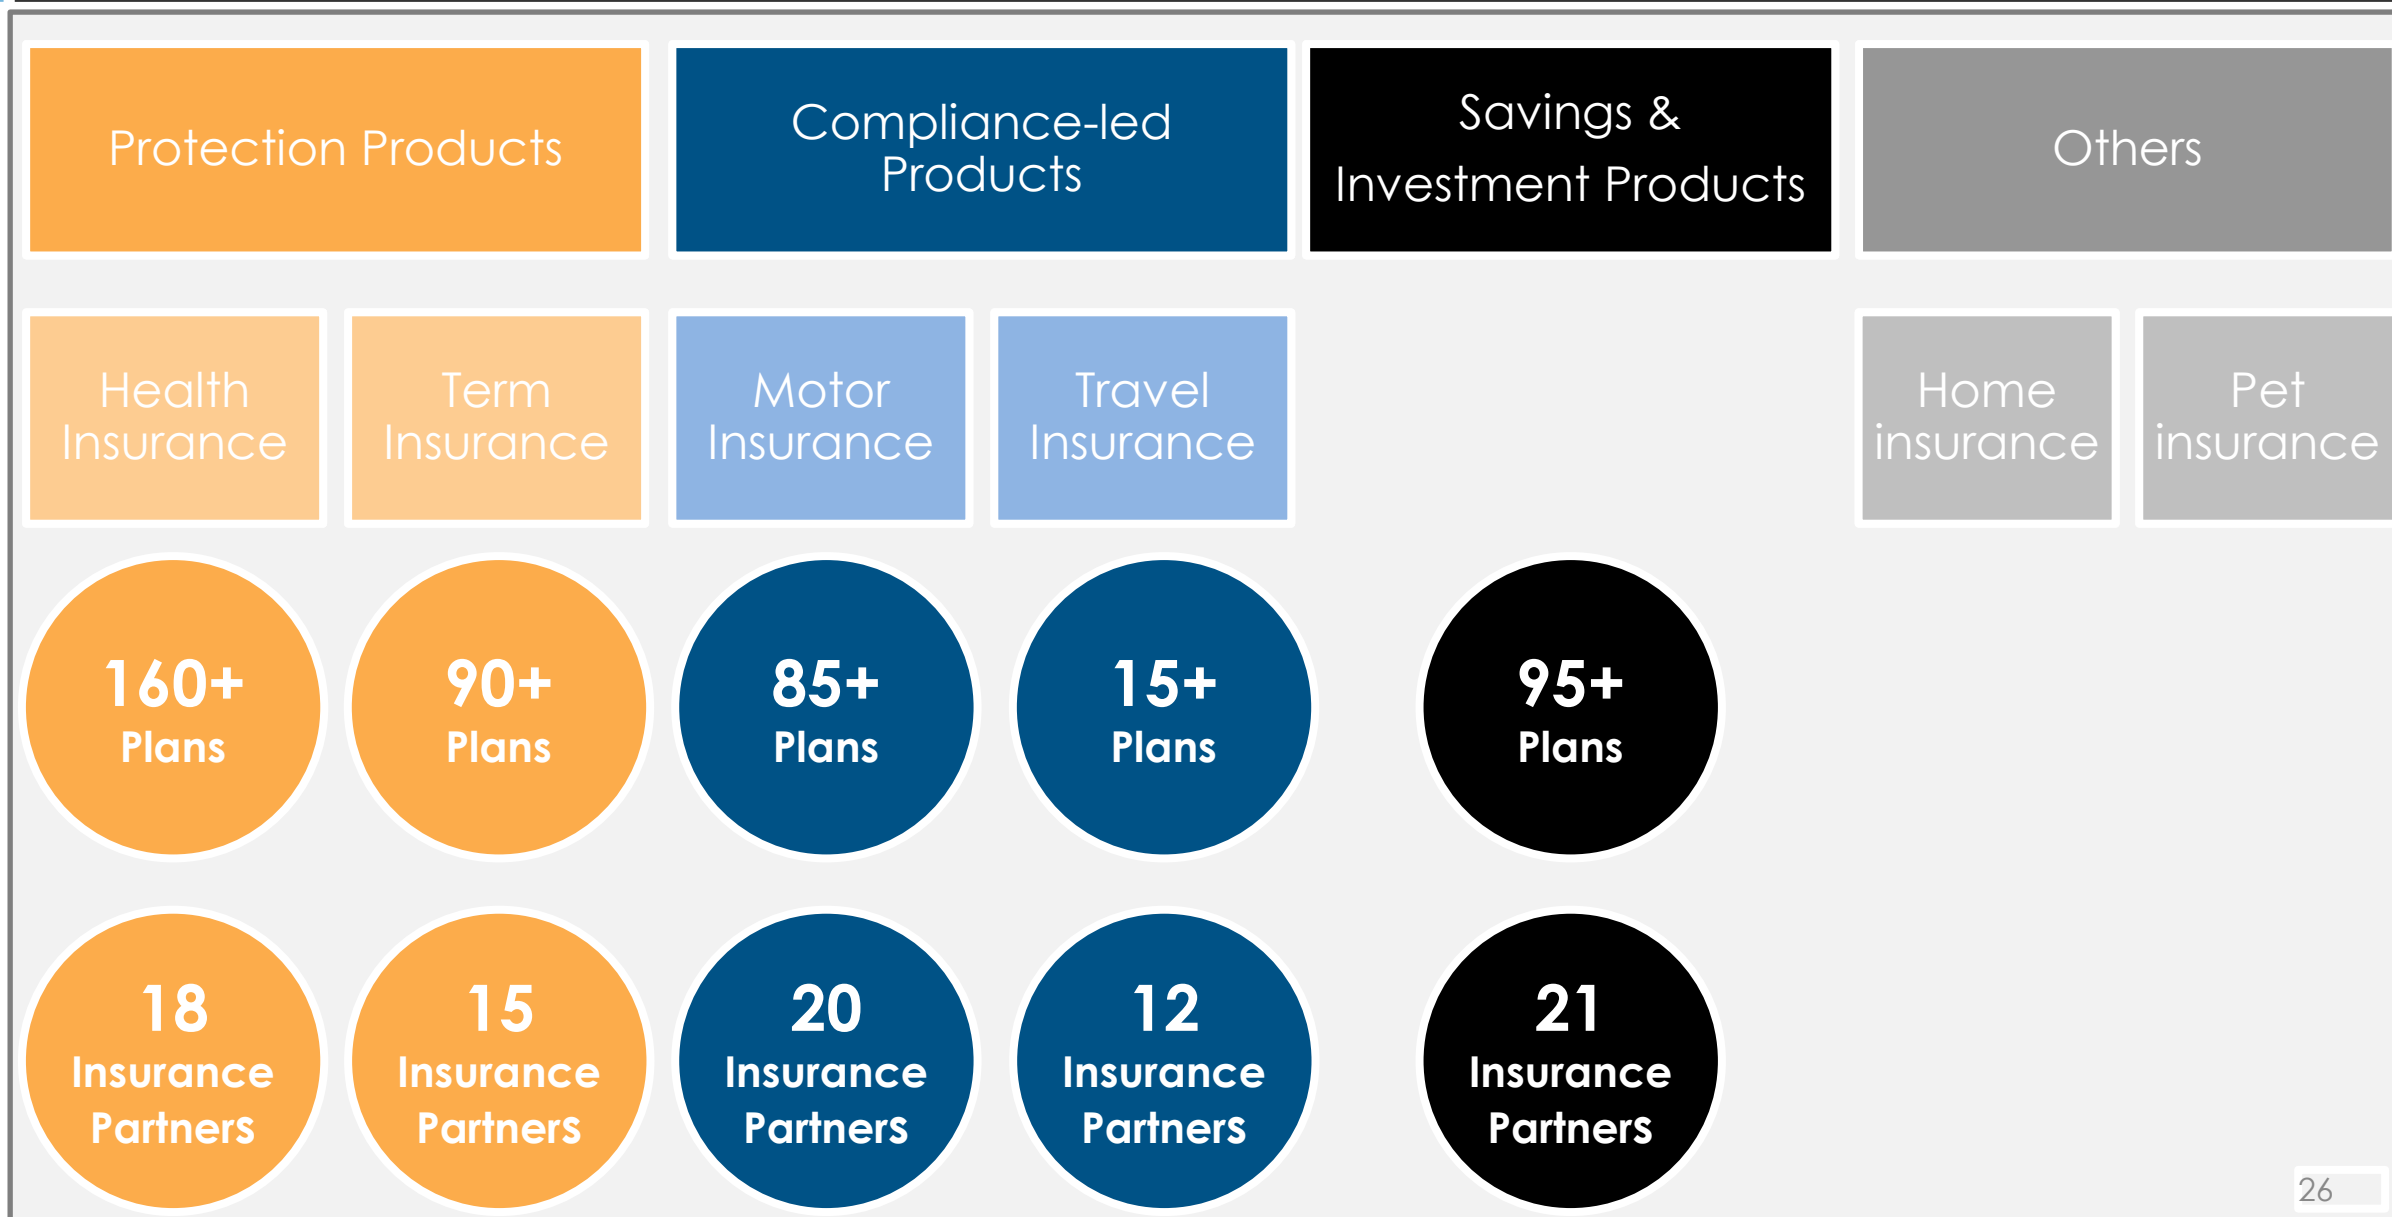 Protection Products
Compliance-led
Products
Savings &
Investment Products
Others
Health
Insurance
Term
Insurance
Motor
Insurance
Travel
Insurance
Home
insurance
Pet
insurance
160+
Plans
90+
Plans
85+
Plans
15+
Plans
95+
Plans
18
Insurance
Partners
15
Insurance
Partners
20
Insurance
Partners
12
Insurance
Partners
21
Insurance
Partners
26